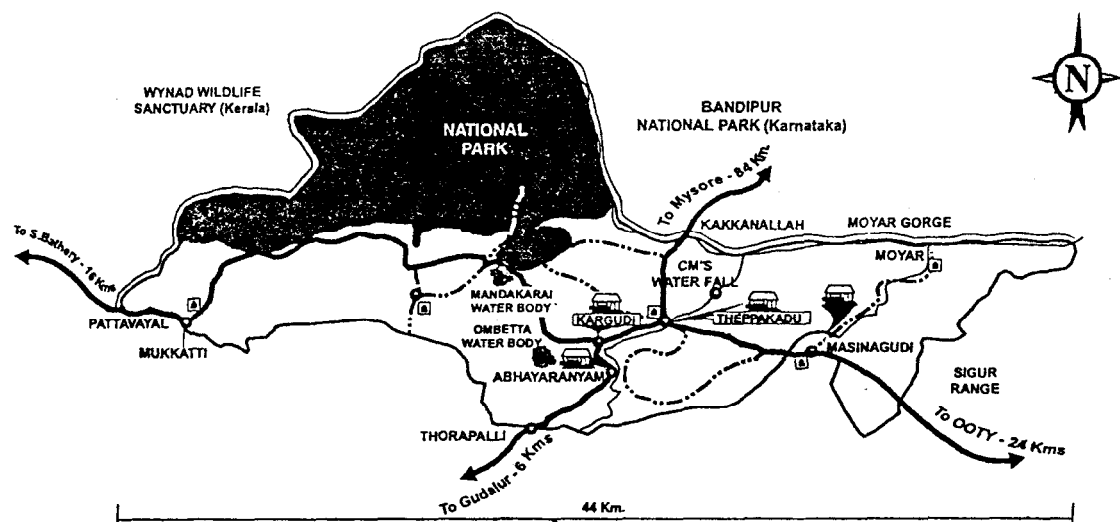 WYNAD WILDLIFE
SANCTUARY (Kerala)
NATIONAL
PARK
BANDIPUR
NATIONAL PARK (Karnataka)
N
To Mysore - 84 Km.
KAKKANALLAH
MOYAR GORGE
MOYAR
To S.Bathery - 16 Kms
CM'S
WATER FALL
MANDAKARAI
WATER BODY
KARGUDI
THEPPAKADU
PATTAVAYAL
MUKKATTI
OMBETTA
WATER BODY
MASINAGUDI
ABHAYARANYAM
SIGUR
RANGE
THORAPALLI
To OOTY - 24 Kms
To Gudalur - 6 Kms
44 Km.